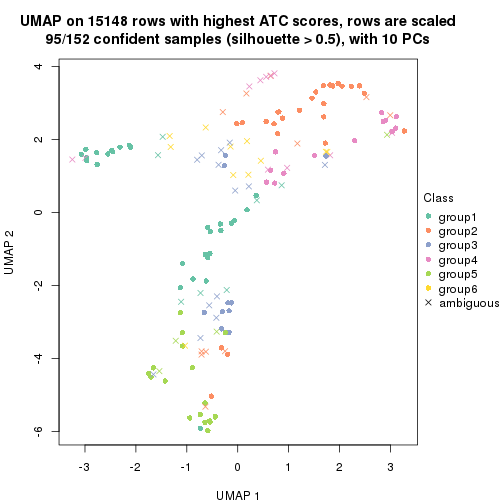 UMAP on 15148 rows with highest ATC scores, rows are scaled
95/152 confident samples (silhouette > 0.5), with 10 PCs
4
2
0
-2
-4
-6
UMAP 2
-3
-2
-1
0
1
2
3
UMAP 1
Class
group1
group2
group3
group4
group5
group6
ambiguous